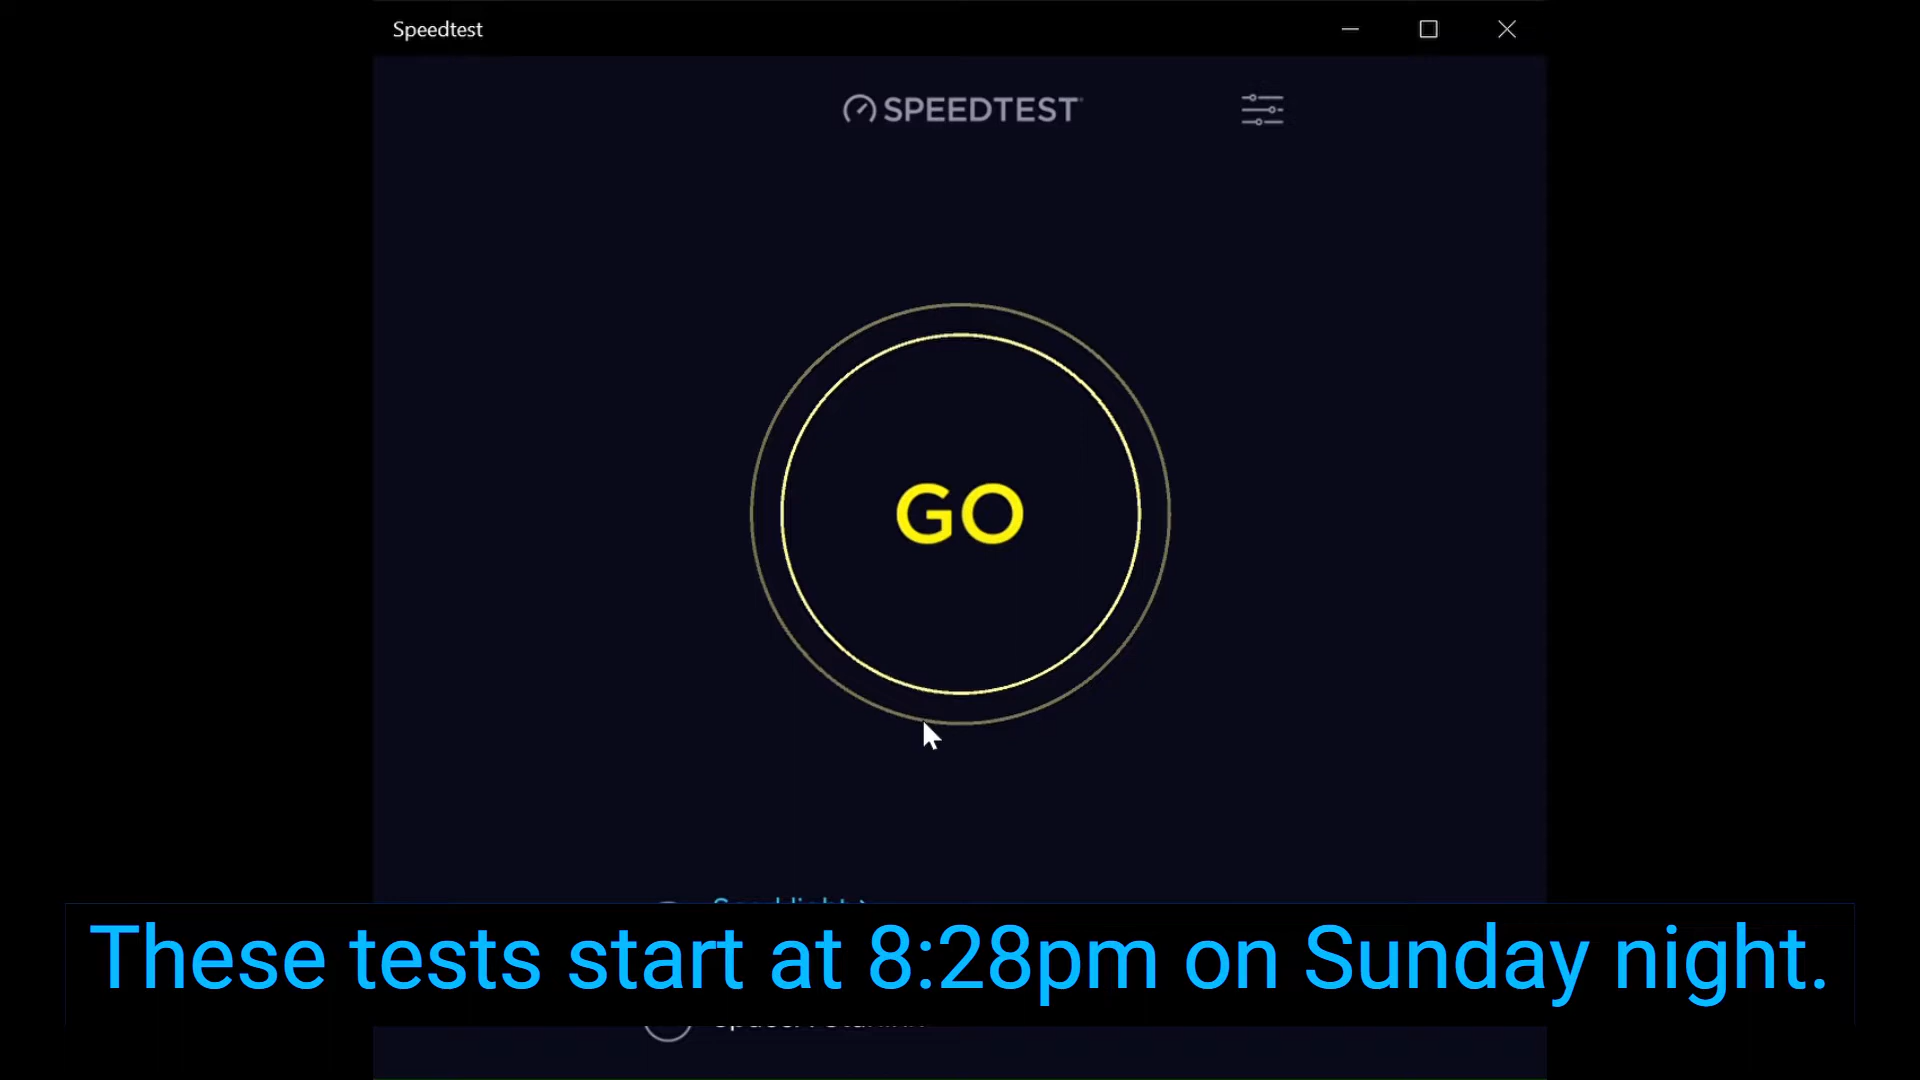 Speedtest
SPEEDTEST
GO
These tests start at 8:28pm on Sunday night.